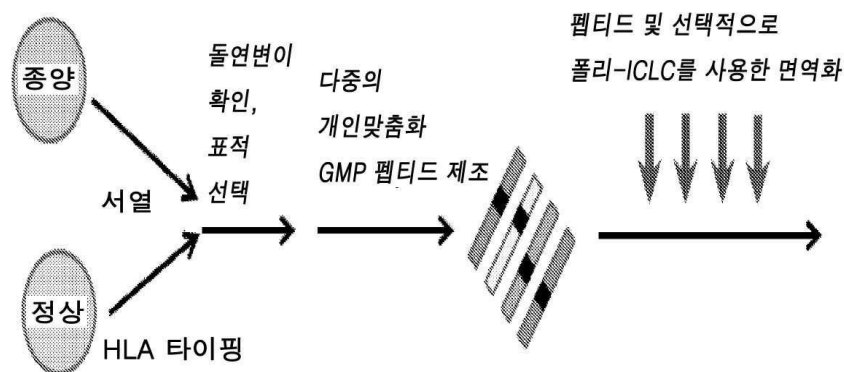 종양
정상
서열
HLA 타이핑
돌연변이
확인,
표적
선택
다중의
개인맞춤화
GMP 펩티드 제조
펩티드 및 선택적으로
폴리-ICLC를 사용한 면역화